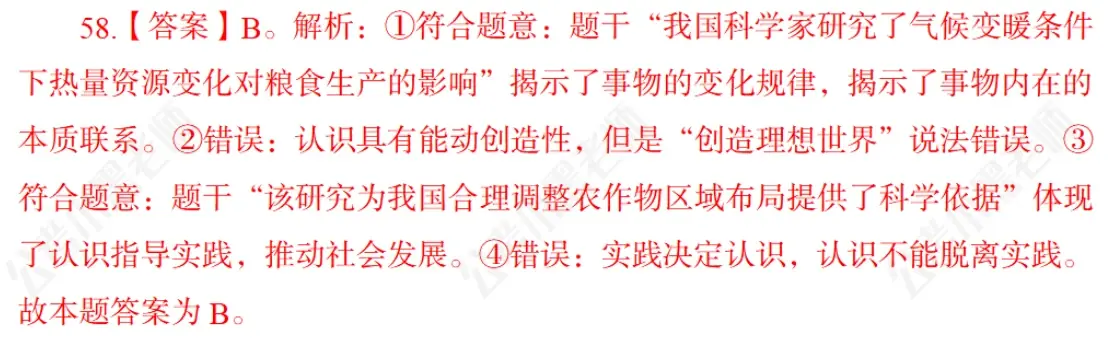 58.【答案】B。解析：①符合题意：题干“我国科学家研究了气候变暖条件
下热量资源变化对粮食生产的影响”揭示了事物的变化规律，揭示了事物内在的
本质联系。②错误：认识具有能动创造性，但是“创造理想世界”说法错误。③
符合题意：题干“该研究为我国合理调整农作物区域布局提供了科学依据”体现
了认识指导实践，推动社会发展。④错误：实践决定认识，认识不能脱离实践。
故本题答案为 B。